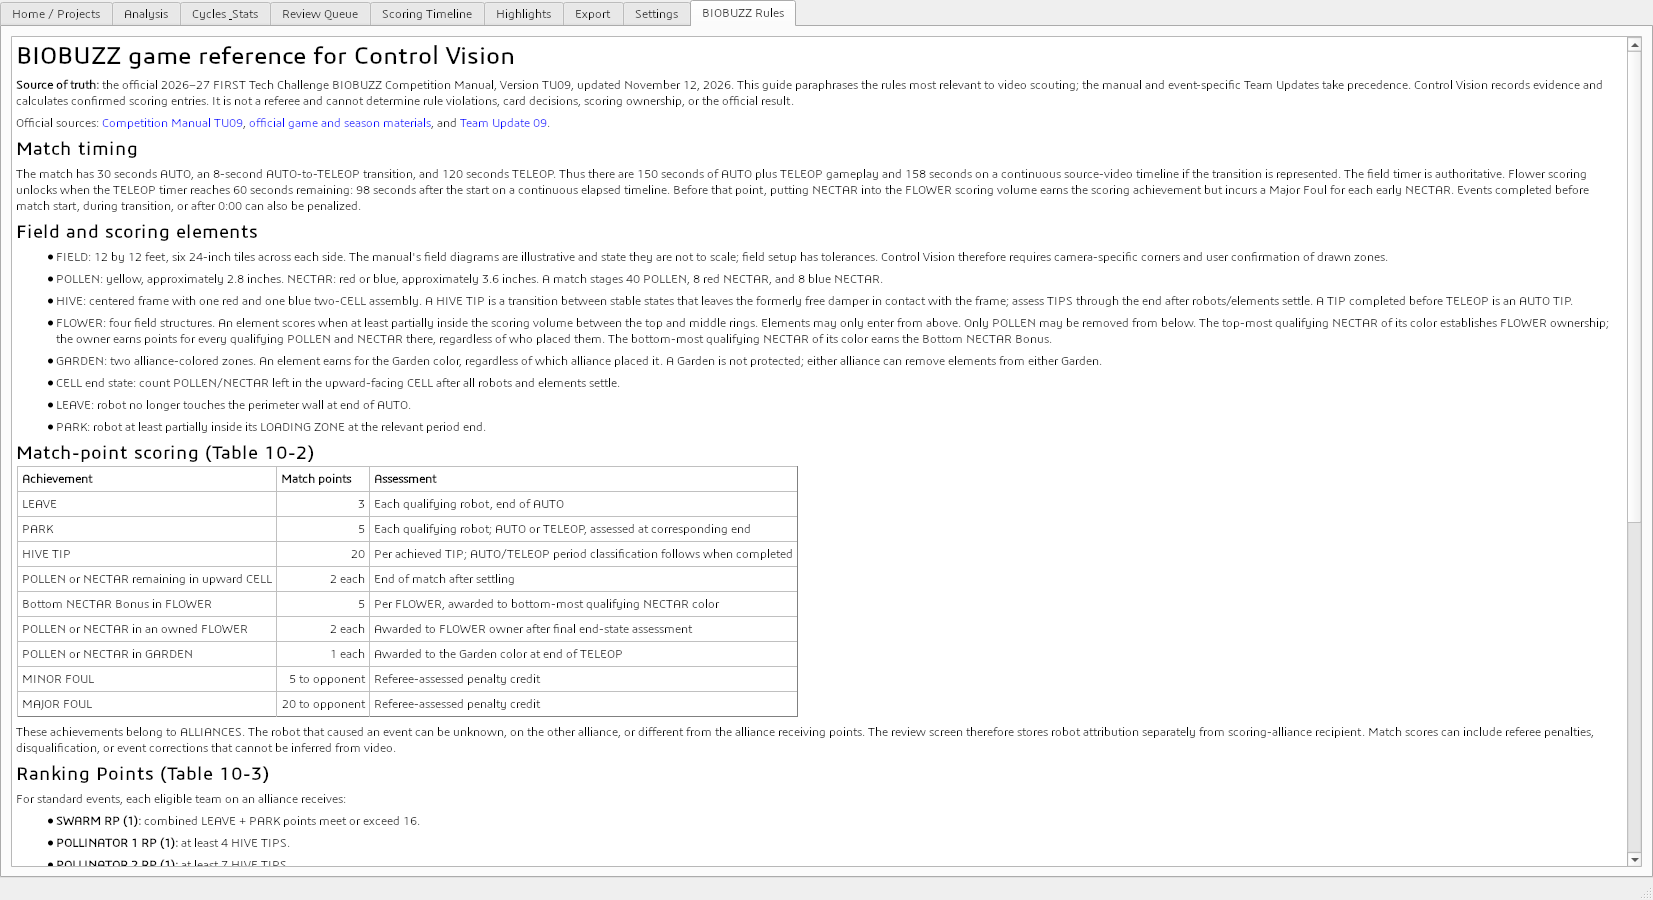 Home / Projects
Analysis
Cycles _Stats
Review Queue
Scoring Timeline
Highlights
Export
Settings
BIOBUZZ Rules
BIOBUZZ game reference for Control Vision
Source of truth: the official 2026–27 FIRST Tech Challenge BIOBUZZ Competition Manual, Version TU09, updated November 12, 2026. This guide paraphrases the rules most relevant to video scouting; the manual and event-specific Team Updates take precedence. Control Vision records evidence and
calculates confirmed scoring entries. It is not a referee and cannot determine rule violations, card decisions, scoring ownership, or the official result.
Official sources: Competition Manual TU09, official game and season materials, and Team Update 09.
Match timing
The match has 30 seconds AUTO, an 8-second AUTO-to-TELEOP transition, and 120 seconds TELEOP. Thus there are 150 seconds of AUTO plus TELEOP gameplay and 158 seconds on a continuous source-video timeline if the transition is represented. The field timer is authoritative. Flower scoring
unlocks when the TELEOP timer reaches 60 seconds remaining: 98 seconds after the start on a continuous elapsed timeline. Before that point, putting NECTAR into the FLOWER scoring volume earns the scoring achievement but incurs a Major Foul for each early NECTAR. Events completed before
match start, during transition, or after 0:00 can also be penalized.
Field and scoring elements
● FIELD: 12 by 12 feet, six 24-inch tiles across each side. The manual's field diagrams are illustrative and state they are not to scale; field setup has tolerances. Control Vision therefore requires camera-specific corners and user confirmation of drawn zones.
● POLLEN: yellow, approximately 2.8 inches. NECTAR: red or blue, approximately 3.6 inches. A match stages 40 POLLEN, 8 red NECTAR, and 8 blue NECTAR.
● HIVE: centered frame with one red and one blue two-CELL assembly. A HIVE TIP is a transition between stable states that leaves the formerly free damper in contact with the frame; assess TIPS through the end after robots/elements settle. A TIP completed before TELEOP is an AUTO TIP.
● FLOWER: four field structures. An element scores when at least partially inside the scoring volume between the top and middle rings. Elements may only enter from above. Only POLLEN may be removed from below. The top-most qualifying NECTAR of its color establishes FLOWER ownership;
the owner earns points for every qualifying POLLEN and NECTAR there, regardless of who placed them. The bottom-most qualifying NECTAR of its color earns the Bottom NECTAR Bonus.
● GARDEN: two alliance-colored zones. An element earns for the Garden color, regardless of which alliance placed it. A Garden is not protected; either alliance can remove elements from either Garden.
● CELL end state: count POLLEN/NECTAR left in the upward-facing CELL after all robots and elements settle.
● LEAVE: robot no longer touches the perimeter wall at end of AUTO.
● PARK: robot at least partially inside its LOADING ZONE at the relevant period end.
Match-point scoring (Table 10-2)
Achievement Match points Assessment
LEAVE 3 Each qualifying robot, end of AUTO
PARK 5 Each qualifying robot; AUTO or TELEOP, assessed at corresponding end
HIVE TIP 20 Per achieved TIP; AUTO/TELEOP period classification follows when completed
POLLEN or NECTAR remaining in upward CELL 2 each End of match after settling
Bottom NECTAR Bonus in FLOWER 5 Per FLOWER, awarded to bottom-most qualifying NECTAR color
POLLEN or NECTAR in an owned FLOWER 2 each Awarded to FLOWER owner after final end-state assessment
POLLEN or NECTAR in GARDEN 1 each Awarded to the Garden color at end of TELEOP
MINOR FOUL 5 to opponent Referee-assessed penalty credit
MAJOR FOUL 20 to opponent Referee-assessed penalty credit
These achievements belong to ALLIANCES. The robot that caused an event can be unknown, on the other alliance, or different from the alliance receiving points. The review screen therefore stores robot attribution separately from scoring-alliance recipient. Match scores can include referee penalties,
disqualification, or event corrections that cannot be inferred from video.
Ranking Points (Table 10-3)
For standard events, each eligible team on an alliance receives:
● SWARM RP (1): combined LEAVE + PARK points meet or exceed 16.
● POLLINATOR 1 RP (1): at least 4 HIVE TIPS.
● POLLINATOR 2 RP (1): at least 7 HIVE TIPS.